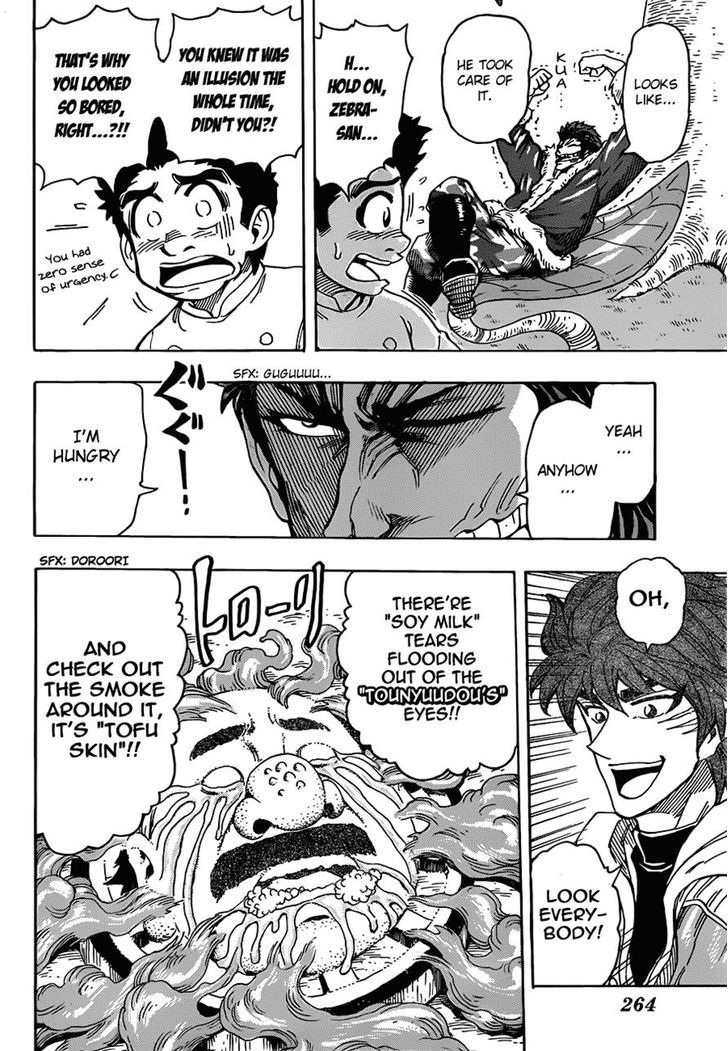 LOOKS
LIKE...
KUA...
HE TOOK
CARE OF
IT.
H...
HOLD ON,
ZEBRA-
SAN...
YOU KNEW IT WAS
AN ILLUSION THE
WHOLE TIME,
DIDN'T YOU?!
THAT'S WHY
YOU LOOKED
SO BORED,
RIGHT...?!!
You had
zero sense
of urgency.
SFX: GUGUUUU...
YEAH
...
ANYHOW
...
ぐぐー!
I'M
HUNGRY
...
OH,
LOOK
EVERY-
BODY!
SFX: DOROORI
トローリ
THERE'RE
"SOY MILK"
TEARS
FLOODING
OUT OF THE
"TOUNYUUDOU'S"
EYES!!
AND
CHECK OUT
THE SMOKE
AROUND IT,
IT'S "TOFU
SKIN"!!
264